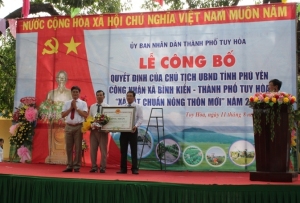 NƯỚC CỘNG HÒA XÃ HỘI CHỦ NGHĨA VIỆT NAM MUÔN NĂM
ỦY BAN NHÂN DÂN THÀNH PHỐ TUY HÒA
LỄ CÔNG BỐ
QUYẾT ĐỊNH CỦA CHỦ TỊCH UBND TỈNH PHÚ YÊN
CÔNG NHẬN XÃ BÌNH KIẾN - THÀNH PHỐ TUY HÒA
"XÃ ĐẠT CHUẨN NÔNG THÔN MỚI" NĂM
Tuy Hòa, ngày